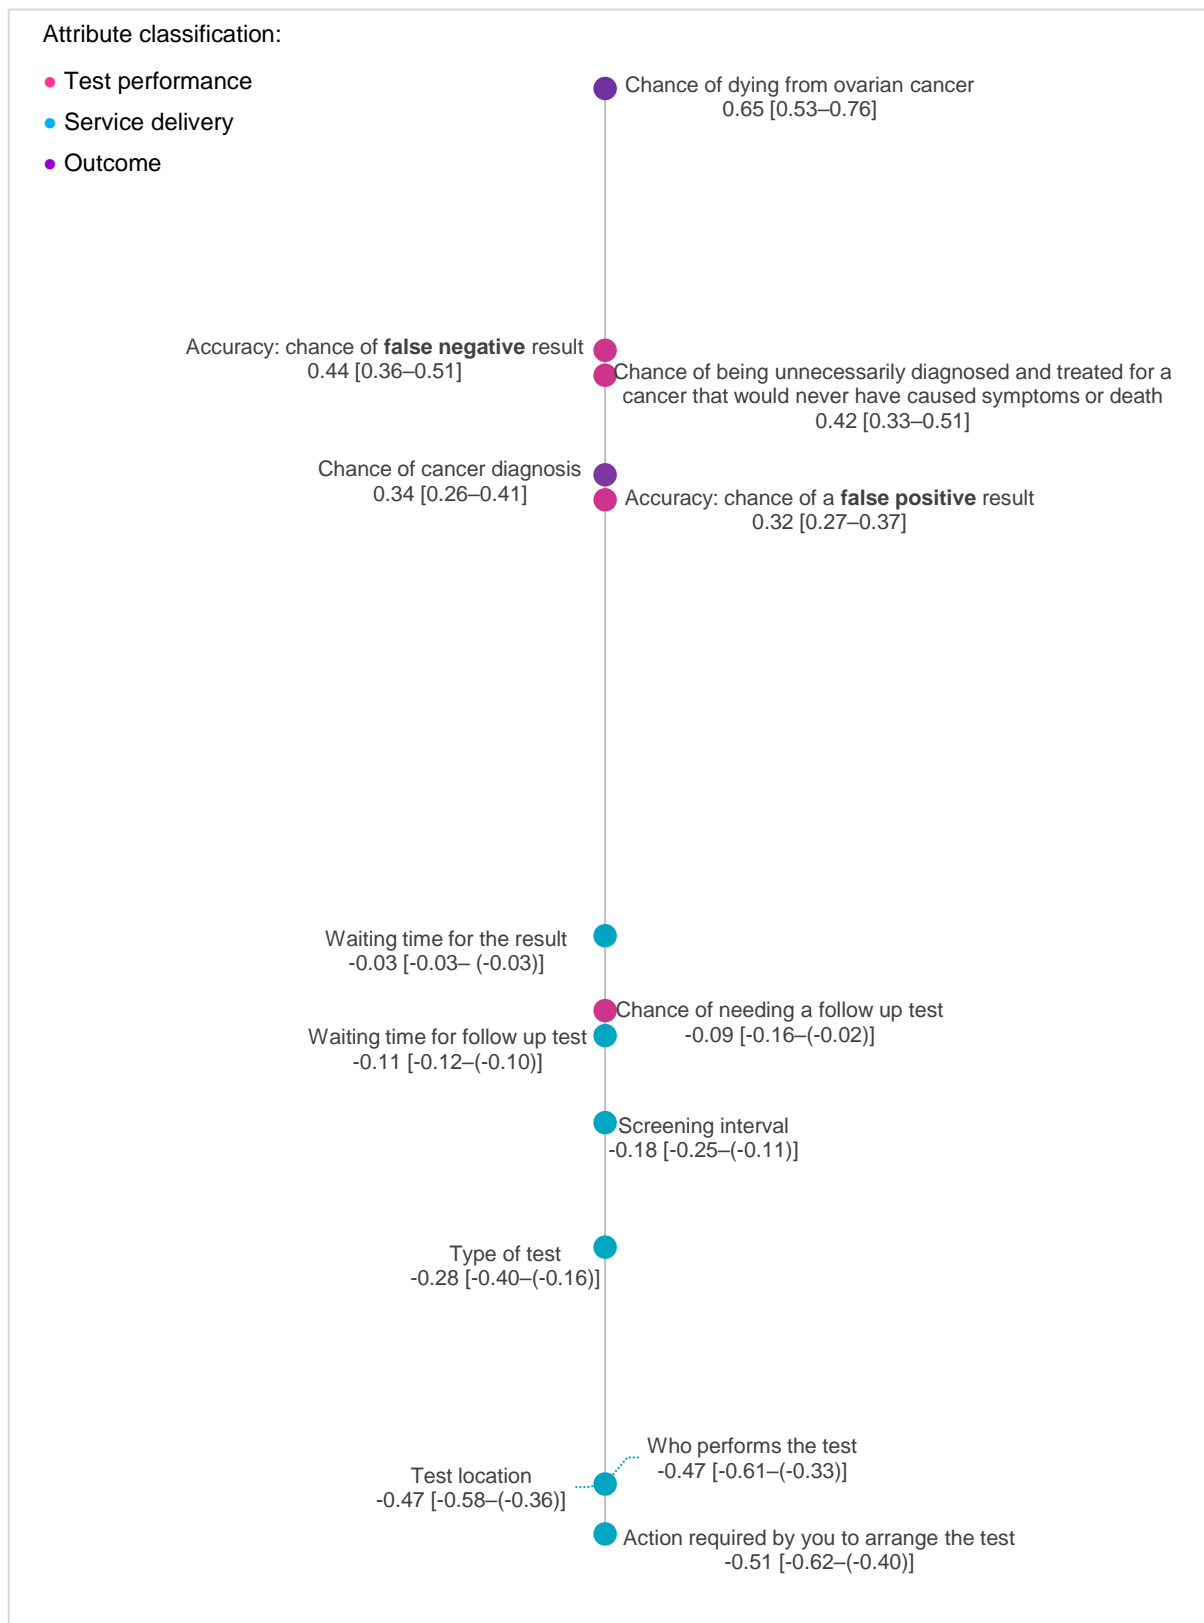 Attribute classification:
• Test performance
• Service delivery
• Outcome
Chance of dying from ovarian cancer
0.65 [0.53–0.76]
Accuracy: chance of false negative result
0.44 [0.36–0.51]
Chance of being unnecessarily diagnosed and treated for a
cancer that would never have caused symptoms or death
0.42 [0.33–0.51]
Chance of cancer diagnosis
0.34 [0.26–0.41]
Accuracy: chance of a false positive result
0.32 [0.27–0.37]
Waiting time for the result
-0.03 [-0.03– (-0.03)]
Chance of needing a follow up test
-0.09 [-0.16–(-0.02)]
Waiting time for follow up test
-0.11 [-0.12–(-0.10)]
Screening interval
-0.18 [-0.25–(-0.11)]
Type of test
-0.28 [-0.40–(-0.16)]
Who performs the test
-0.47 [-0.61–(-0.33)]
Test location
-0.47 [-0.58–(-0.36)]
Action required by you to arrange the test
-0.51 [-0.62–(-0.40)]